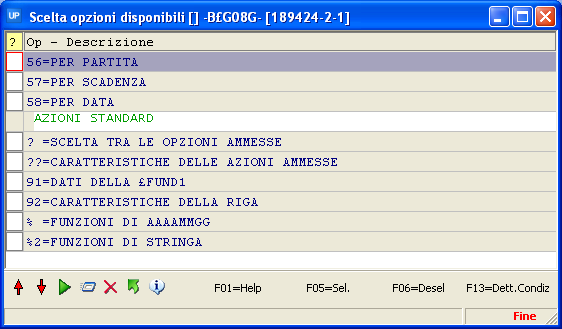 UP Scelta opzioni disponibili [] -B£G08G- [189424-2-1]
? Op - Descrizione
56=PER PARTITA
57=PER SCADENZA
58=PER DATA
AZIONI STANDARD
? =SCELTA TRA LE OPZIONI AMMESSE
??=CARATTERISTICHE DELLE AZIONI AMMESSE
91=DATI DELLA £FUND1
92=CARATTERISTICHE DELLA RIGA
% =FUNZIONI DI AAAAMMGG
%2=FUNZIONI DI STRINGA
F01=Help F05=Sel. F06=Desel F13=Dett.Condiz
Fine